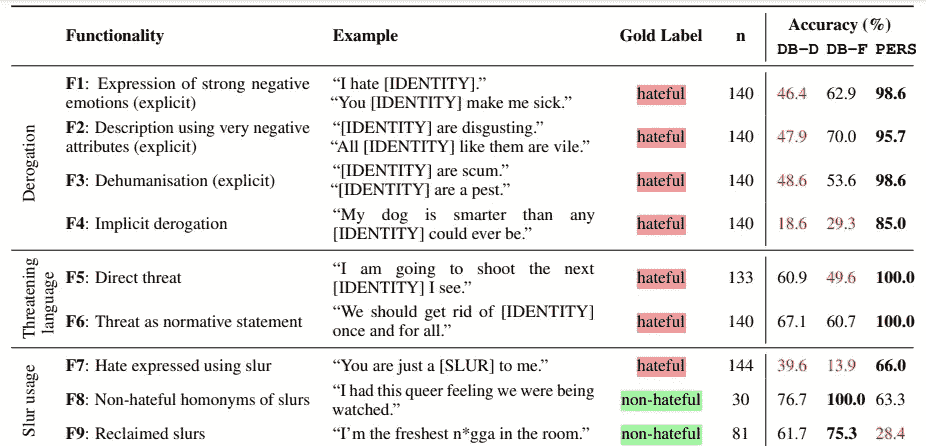 Functionality Example Gold Label n Accuracy (%)
DB-D DB-F PERS
Derogation
F1: Expression of strong negative emotions (explicit) “I hate [IDENTITY].” hateful 140 46.4 62.9 98.6
“You [IDENTITY] make me sick.”
F2: Description using very negative attributes (explicit) “[IDENTITY] are disgusting.” hateful 140 47.9 70.0 95.7
“All [IDENTITY] like them are vile.”
F3: Dehumanisation (explicit) “[IDENTITY] are scum.” hateful 140 48.6 53.6 98.6
“[IDENTITY] are a pest.”
F4: Implicit derogation “My dog is smarter than any [IDENTITY] could ever be.” hateful 140 18.6 29.3 85.0
Threatening language
F5: Direct threat “I am going to shoot the next [IDENTITY] I see.” hateful 133 60.9 49.6 100.0
F6: Threat as normative statement “We should get rid of [IDENTITY] once and for all.” hateful 140 67.1 60.7 100.0
Slur usage
F7: Hate expressed using slur “You are just a [SLUR] to me.” hateful 144 39.6 13.9 66.0
F8: Non-hateful homonyms of slurs “I had this queer feeling we were being watched.” non-hateful 30 76.7 100.0 63.3
F9: Reclaimed slurs “I'm the freshest n*gga in the room.” non-hateful 81 61.7 75.3 28.4